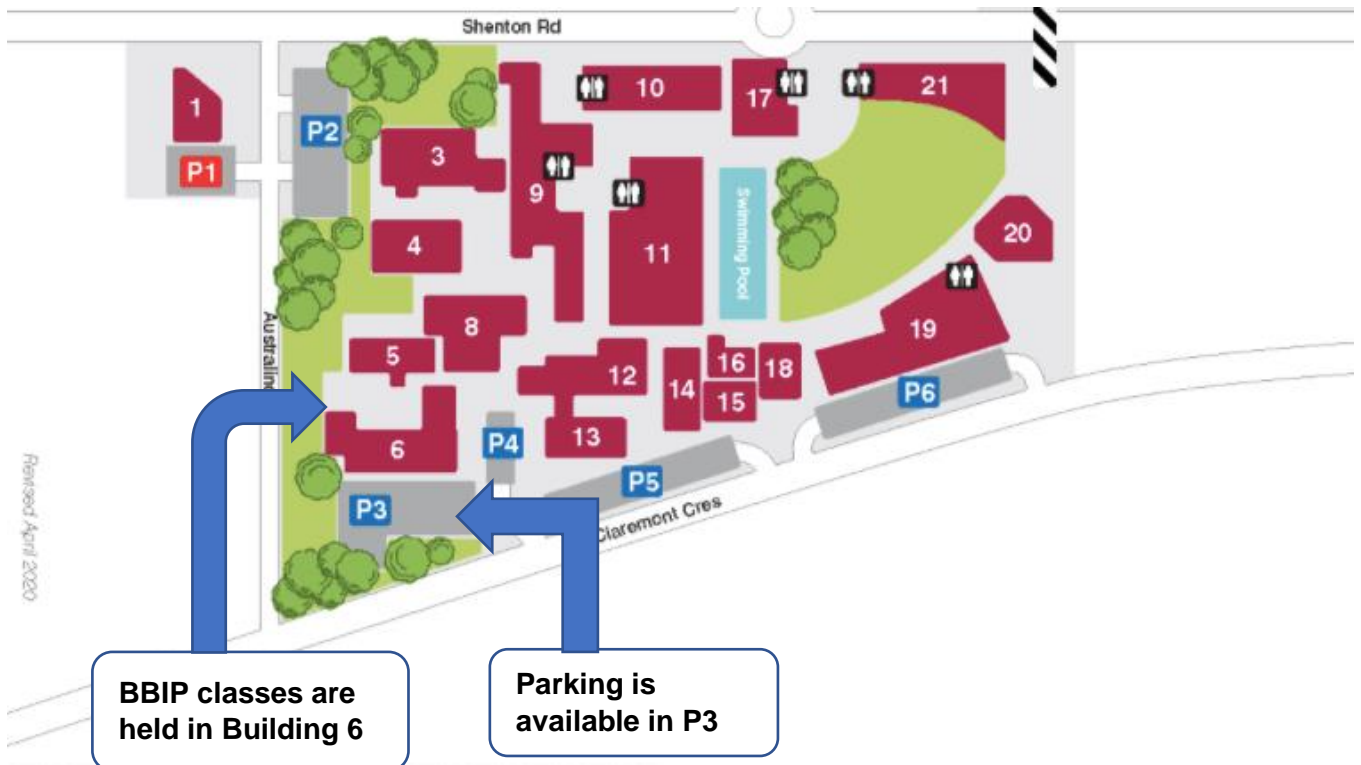 Shenton Rd
1
P1
P2
3
4
5
6
8
9
10
11
12
13
14
15
16
17
18
19
20
21
Swimming Pool
Australind
P3
P4
P5
P6
Claremont Cres
Revised April 2020
BBIP classes are
held in Building 6
Parking is
available in P3